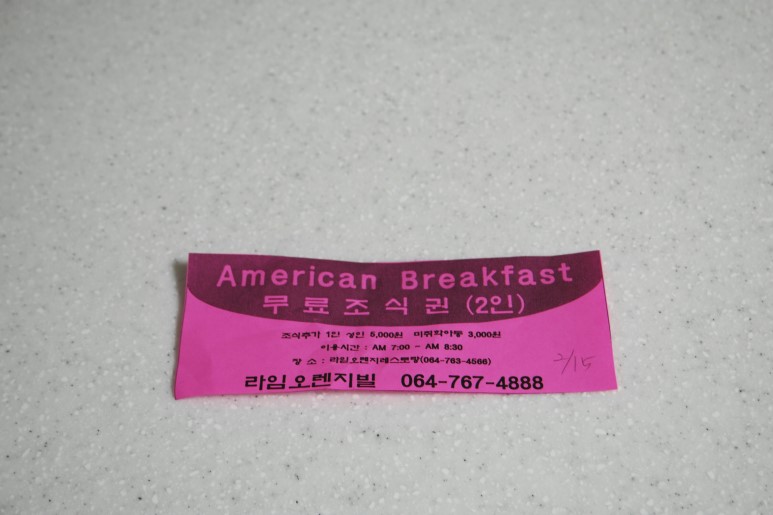 American Breakfast
무료조식권 (2인)
조식추가 1인 성인 5,000원 미취학아동 3,000원
이용시간 : AM 7:00 - AM 8:30
장 소 : 라임오렌지레스토랑(064-763-4566)
2/15
라임오렌지빌 064-767-4888